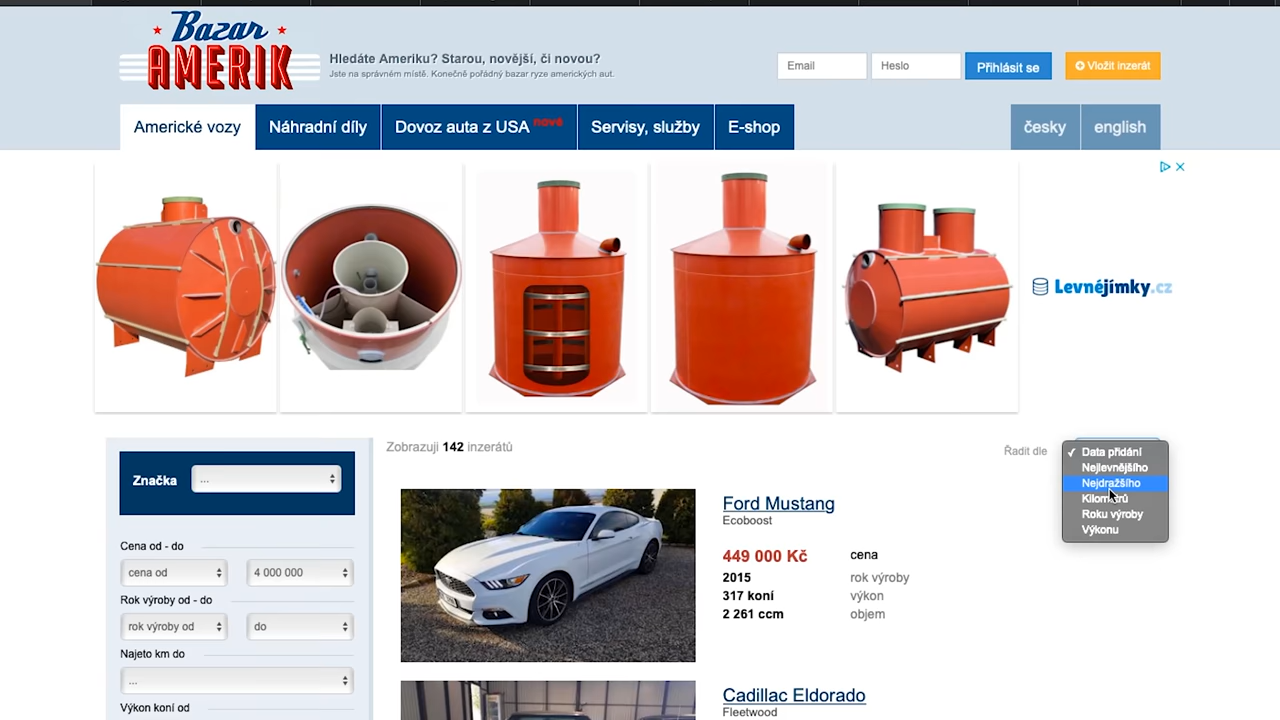 Bazar
AMERIK
Hledáte Ameriku? Starou, novější, či novou?
Jste na správném místě. Konečně pořádný bazar ryze amerických aut.
Email
Heslo
Přihlásit se
Vložit inzerát
Americké vozy
Náhradní díly
Dovoz auta z USA nové
Servisy, služby
E-shop
česky
english
Levnéjímky.cz
Zobrazuji 142 inzerátů
Řadit dle
✓ Data přidání
Nejlevnějšího
Nejdražšího
Kilometrů
Roku výroby
Výkonu
Značka
...
Cena od - do
cena od
4 000 000
Rok výroby od - do
rok výroby od
do
Najeto km do
...
Výkon koní od
Ford Mustang
Ecoboost
449 000 Kč cena
2015 rok výroby
317 koní výkon
2 261 ccm objem
Cadillac Eldorado
Fleetwood